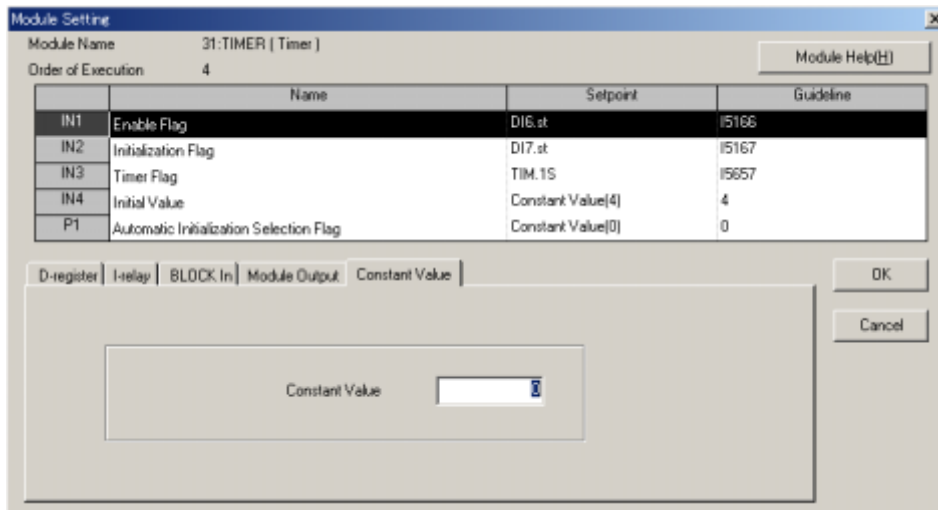 Module Setting
Module Name 31:TIMER ( Timer )
Module Help(H)
Order of Execution 4
Name Setpoint Guideline
IN1 Enable Flag DI6.st I5166
IN2 Initialization Flag DI7.st I5167
IN3 Timer Flag TIM.1S I5657
IN4 Initial Value Constant Value(4) 4
P1 Automatic Initialization Selection Flag Constant Value(0) 0
D-register I-relay BLOCK In Module Output Constant Value OK
Cancel
Constant Value 0